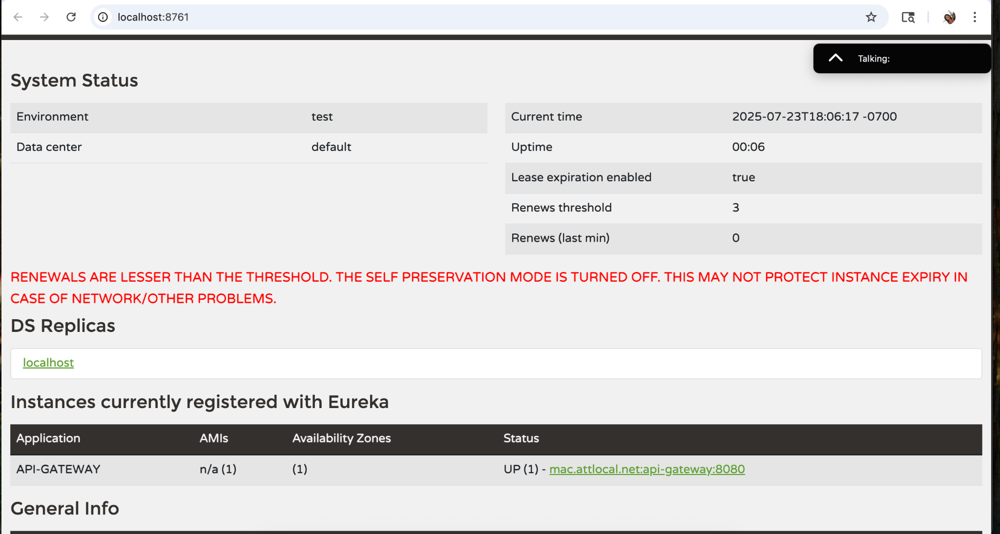 localhost:8761
Talking:
System Status
Environment test
Data center default
Current time 2025-07-23T18:06:17 -0700
Uptime 00:06
Lease expiration enabled true
Renews threshold 3
Renews (last min) 0
RENEWALS ARE LESSER THAN THE THRESHOLD. THE SELF PRESERVATION MODE IS TURNED OFF. THIS MAY NOT PROTECT INSTANCE EXPIRY IN
CASE OF NETWORK/OTHER PROBLEMS.
DS Replicas
localhost
Instances currently registered with Eureka
Application AMIs Availability Zones Status
API-GATEWAY n/a (1) (1) UP (1) - mac.attlocal.net:api-gateway:8080
General Info